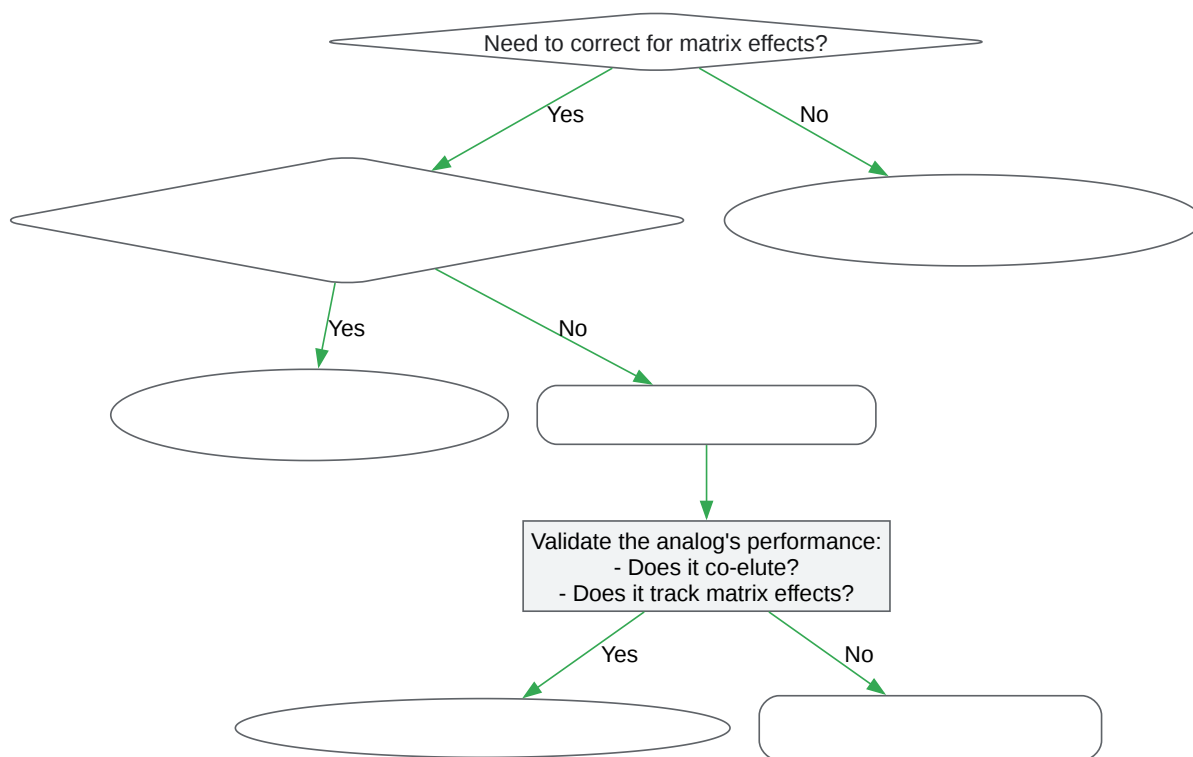 Need to correct for matrix effects?
Yes
No
Yes
No
Validate the analog's performance:
- Does it co-elute?
- Does it track matrix effects?
Yes
No